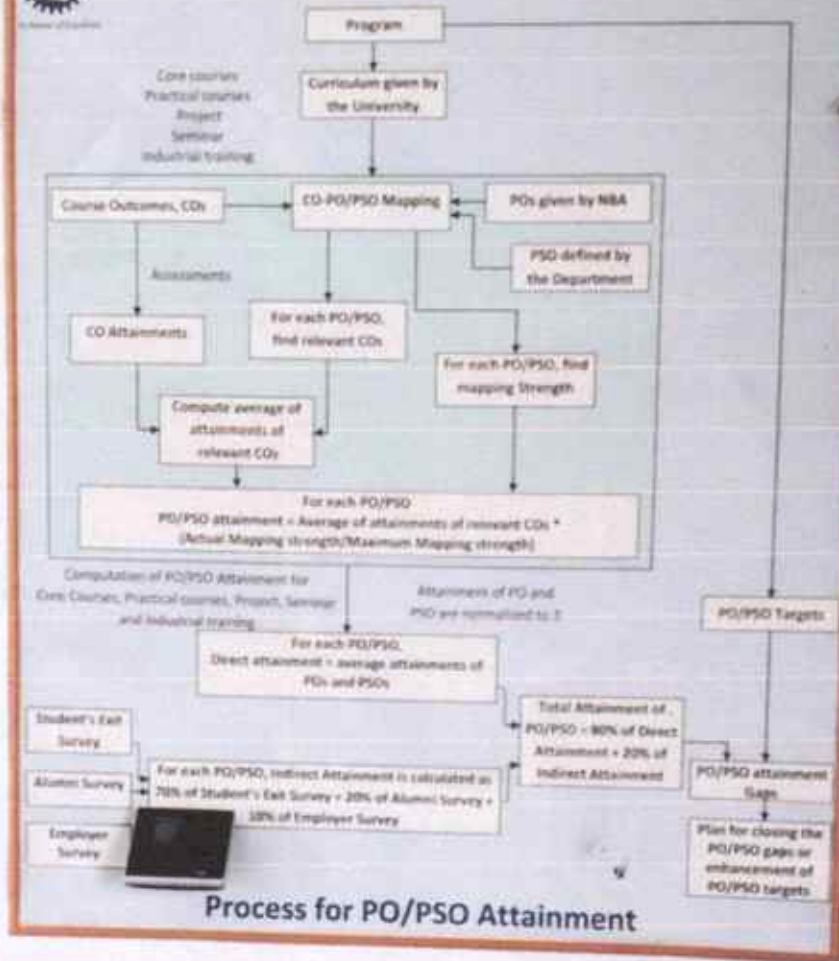 Program
Curriculum given by
the University
Core courses
Practical courses
Project
Seminar
Industrial training
Course Outcomes, COs
CO-PO/PSO Mapping
POs given by NBA
PSO defined by
the Department
Assessments
CO Attainments
For each PO/PSO,
find relevant COs
For each PO/PSO, find
mapping Strength
Compute average of
attainments of
relevant COs
For each PO/PSO
PO/PSO attainment = Average of attainments of relevant COs *
(Actual Mapping strength/Maximum Mapping strength)
Computation of PO/PSO Attainment for
Core Courses, Practical courses, Project, Seminar
and Industrial training
Attainment of PO and
PSO are normalized to 3
PO/PSO Targets
For each PO/PSO,
Direct attainment = average attainments of
POs and PSOs
Total Attainment of
PO/PSO = 80% of Direct
Attainment + 20% of
Indirect Attainment
Student's Exit
Survey
Alumni Survey
Employer
Survey
For each PO/PSO, Indirect Attainment is calculated as
70% of Student's Exit Survey + 20% of Alumni Survey +
10% of Employer Survey
PO/PSO attainment
Gaps
Plan for closing the
PO/PSO gaps or
enhancement of
PO/PSO targets
Process for PO/PSO Attainment